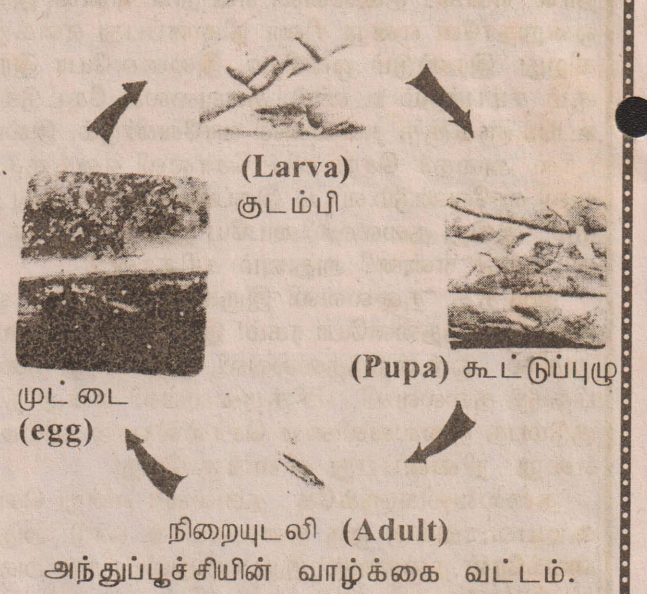 (Larva)
குடம்பி
(Pupa) கூட்டுப்புழு
முட்டை
(egg)
நிறையுடலி (Adult)
அந்துப்பூச்சியின் வாழ்க்கை வட்டம்.